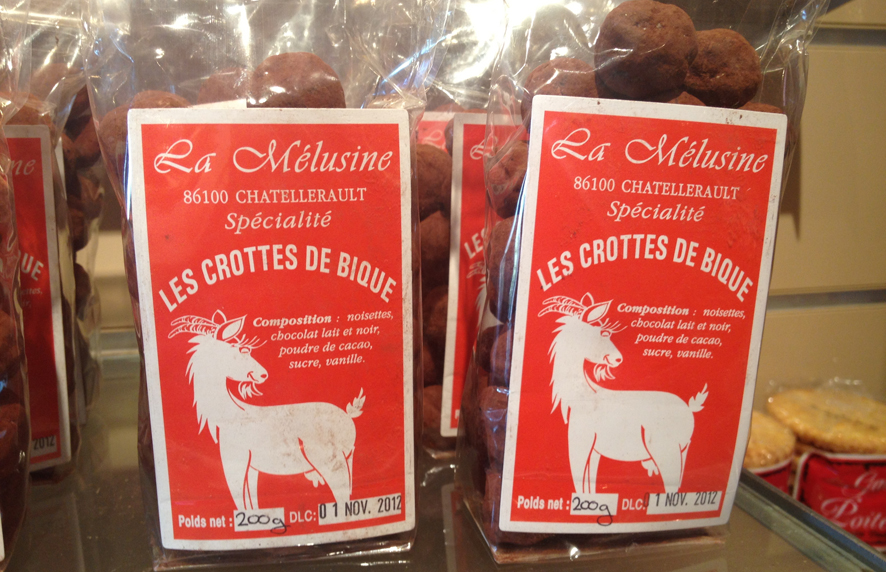 La Mélusine
86100 CHATELLERAULT
Spécialité
LES CROTTES DE BIQUE
Composition : noisettes,
chocolat lait et noir,
poudre de cacao,
sucre, vanille.
Poids net : 200g DLC: 01 NOV. 2012
La Mélusine
86100 CHATELLERAULT
Spécialité
LES CROTTES DE BIQUE
Composition : noisettes,
chocolat lait et noir,
poudre de cacao,
sucre, vanille.
Poids net : 200g DLC: 1 NOV. 2012
QUE
2012